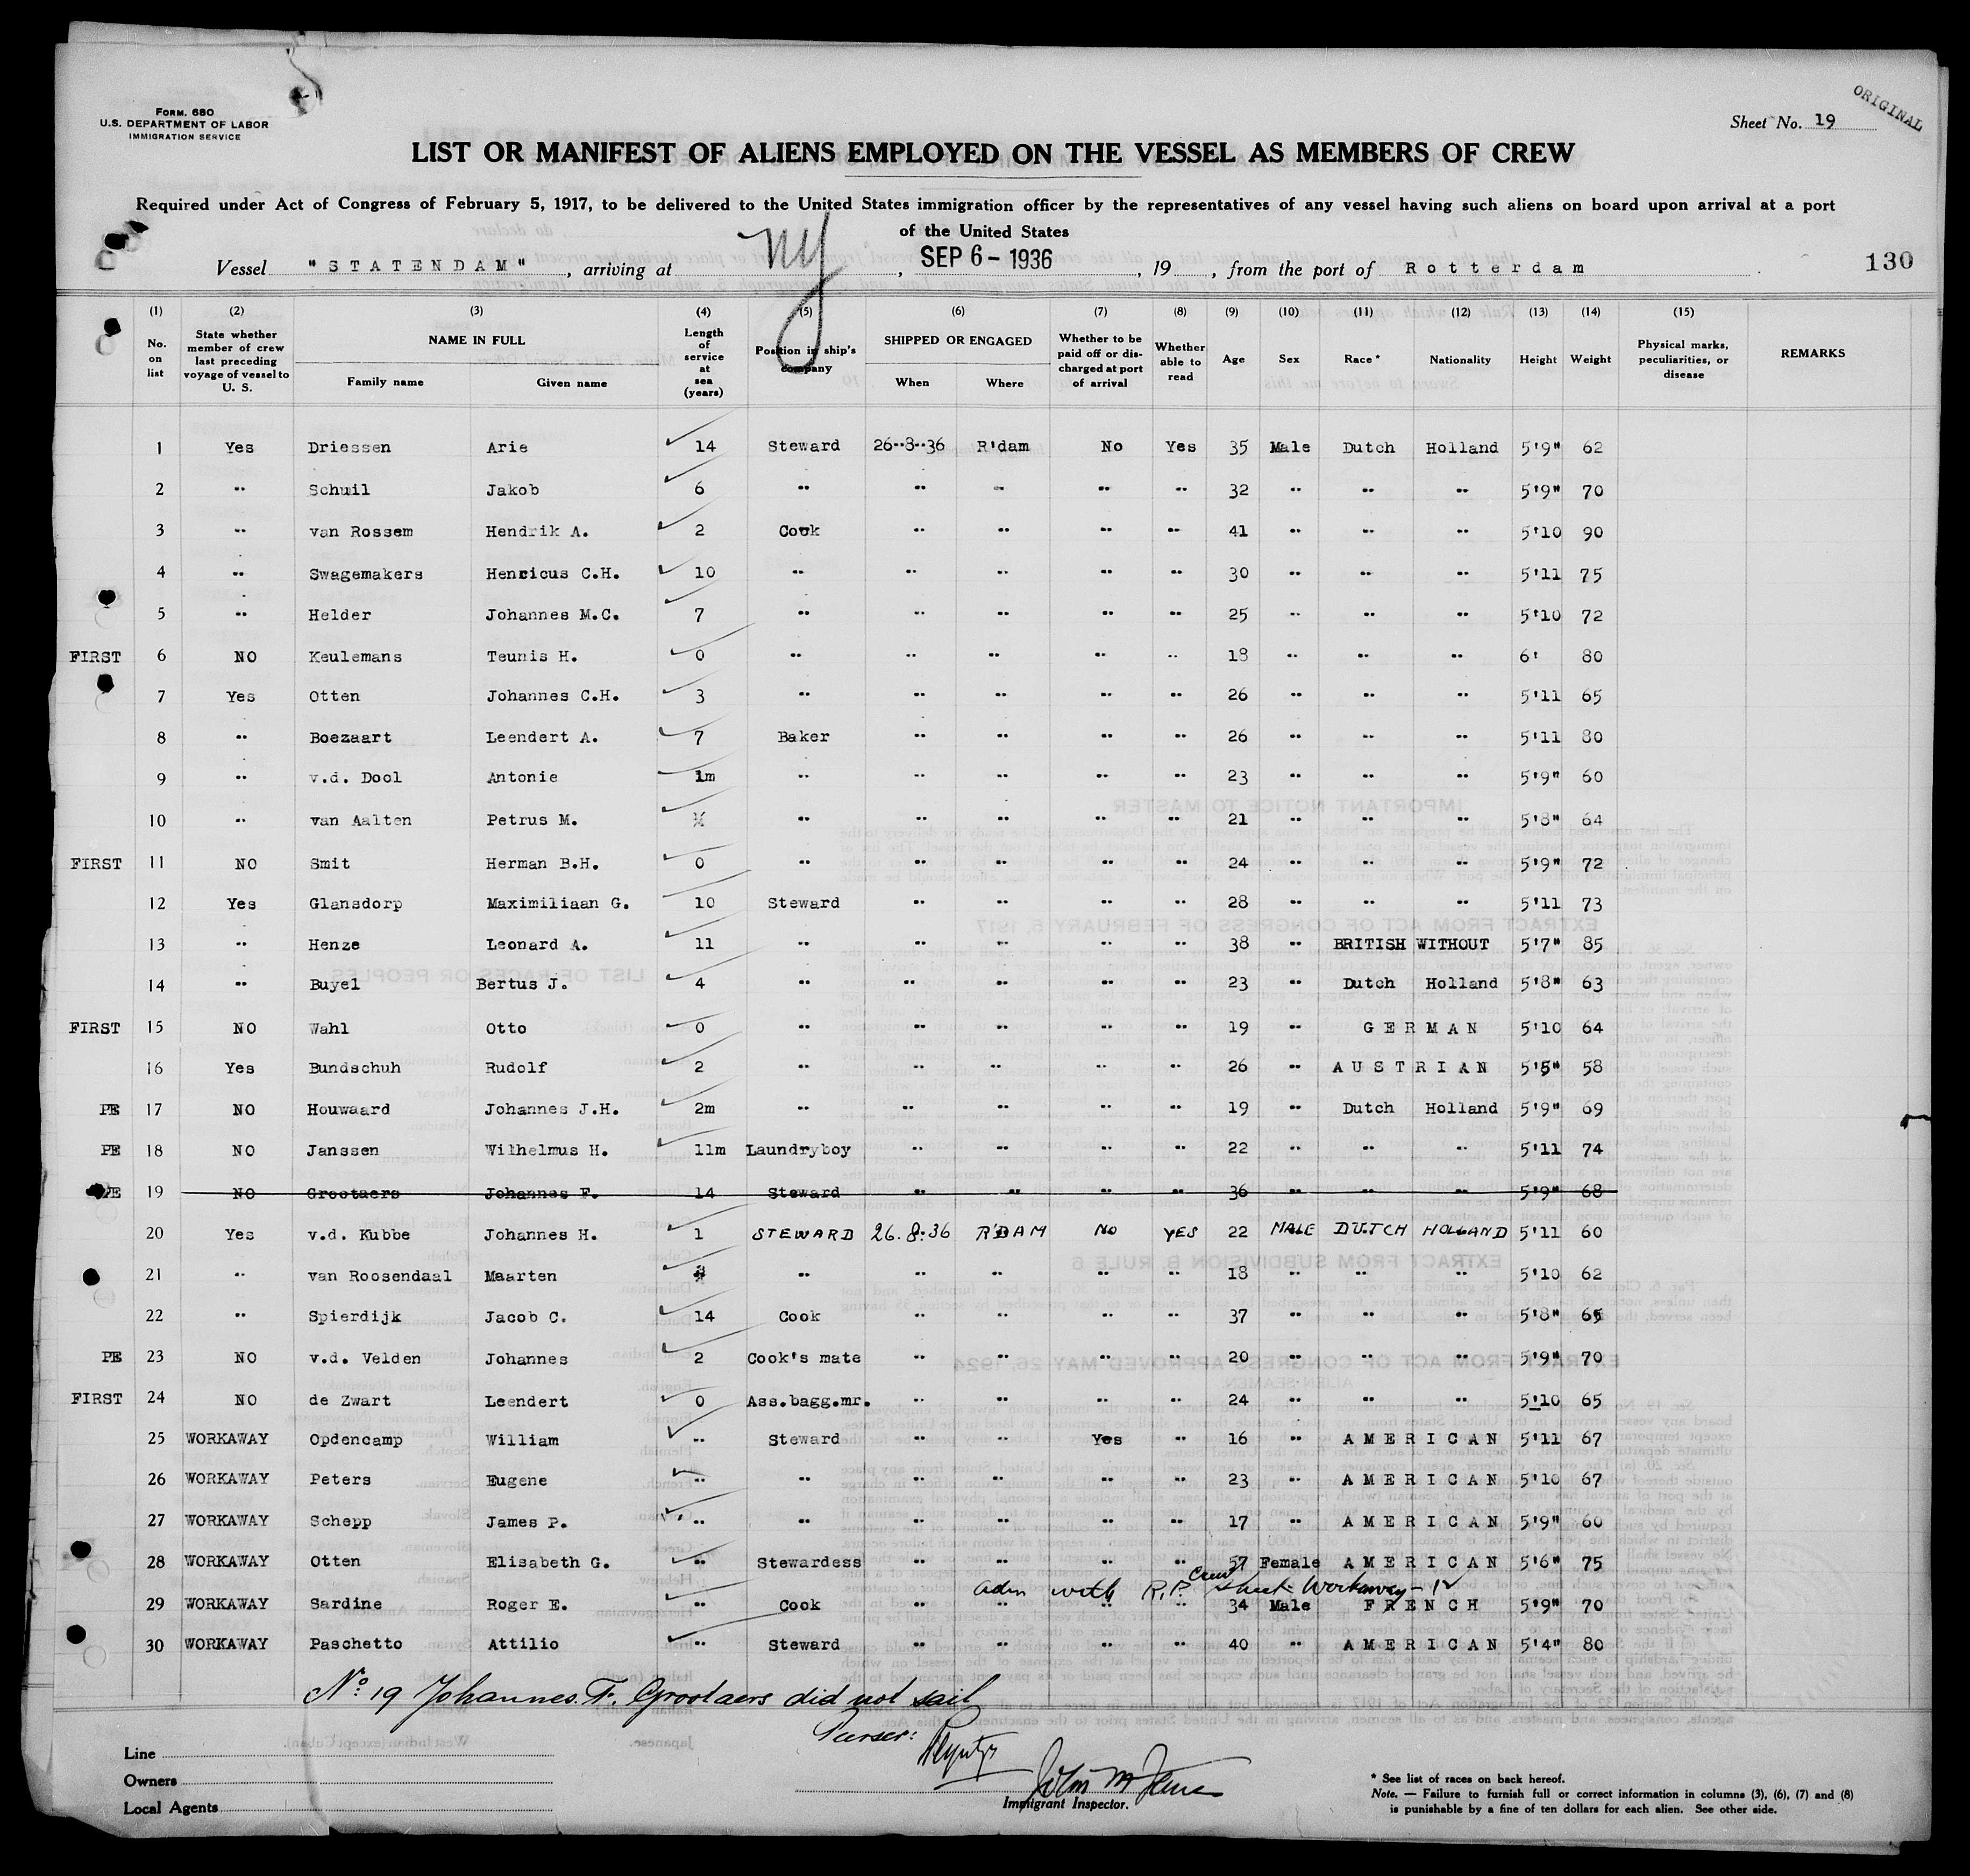 FORM. 680
U.S. DEPARTMENT OF LABOR
IMMIGRATION SERVICE
ORIGINAL
Sheet No. 19
LIST OR MANIFEST OF ALIENS EMPLOYED ON THE VESSEL AS MEMBERS OF CREW
Required under Act of Congress of February 5, 1917, to be delivered to the United States immigration officer by the representatives of any vessel having such aliens on board upon arrival at a port
of the United States
Vessel "STATENDAM", arriving at NY, SEP 6 - 1936, 19, from the port of Rotterdam 130
(1) (2) (3) (4) (5) (6) (7) (8) (9) (10) (11) (12) (13) (14) (15)
No. on list State whether member of crew last preceding voyage of vessel to U. S. NAME IN FULL Family name Given name Length of service at sea (years) Position in ship's company SHIPPED OR ENGAGED When Where Whether to be paid off or discharged at port of arrival Whether able to read Age Sex Race* Nationality Height Weight Physical marks, peculiarities, or disease REMARKS
1 Yes Driessen Arie 14 Steward 26--8--36 R'dam No Yes 35 Male Dutch Holland 5'9" 62
2 " Schuil Jakob 6 " " " " " 32 " " " 5'9" 70
3 " van Rossem Hendrik A. 2 Cook " " " " 41 " " " 5'10 90
4 " Swagemakers Henricus C.H. 10 " " " " " 30 " " " 5'11 75
5 " Helder Johannes M.C. 7 " " " " " 25 " " " 5'10 72
FIRST 6 NO Keulemans Teunis H. 0 " " " " " 18 " " " 6' 80
7 Yes Otten Johannes C.H. 3 " " " " " 26 " " " 5'11 65
8 " Boezaart Leendert A. 7 Baker " " " " 26 " " " 5'11 80
9 " v.d. Dool Antonie 1m " " " " " 23 " " " 5'9" 60
10 " van Aalten Petrus M. " " " " " 21 " " " 5'8" 64
FIRST 11 NO Smit Herman B.H. 0 " " " " " 24 " " " 5'9" 72
12 Yes Glansdorp Maximiliaan G. 10 Steward " " " " 28 " " " 5'11 73
13 " Henze Leonard A. 11 " " " " " 38 " BRITISH WITHOUT 5'7" 85
14 " Buyel Bertus J. 4 " " " " " 23 " Dutch Holland 5'8" 63
FIRST 15 NO Wahl Otto 0 " " " " " 19 " GERMAN 5'10 64
16 Yes Bundschuh Rudolf 2 " " " " " 26 " AUSTRIAN 5'5" 58
PE 17 NO Houwaard Johannes J.H. 2m " " " " " 19 " Dutch Holland 5'9" 69
PE 18 NO Janssen Wilhelmus H. 11m Laundryboy " " " " 22 " " " 5'11 74
PE 19 NO Grootaers Johannes F. 14 Steward " " " " 36 " " " 5'9" 68
20 Yes v.d. Kubbe Johannes H. 1 STEWARD 26.8.36 R'DAM NO YES 22 MALE DUTCH HOLLAND 5'11 60
21 " van Roosendaal Maarten " " " " " 18 " " " 5'10 62
22 " Spierdijk Jacob C. 14 Cook " " " " 37 " " " 5'8" 65
PE 23 NO v.d. Velden Johannes 2 Cook's mate " " " " 20 " " " 5'9" 70
FIRST 24 NO de Zwart Leendert 0 Ass.bagg.mr. " " " " 24 " " " 5'10 65
25 WORKAWAY Opdencamp William " Steward " " Yes " 16 " AMERICAN 5'11 67
26 WORKAWAY Peters Eugene " " " " " " 23 " AMERICAN 5'10 67
27 WORKAWAY Schepp James P. " " " " " " 17 " AMERICAN 5'9" 60
28 WORKAWAY Otten Elisabeth G. " Stewardess " " " " 57 Female AMERICAN 5'6" 75
adm with R.P. Crew sheet - Workaway -
29 WORKAWAY Sardine Roger E. " Cook " " " " 34 Male FRENCH 5'9" 70
30 WORKAWAY Paschetto Attilio " Steward " " " " 40 " AMERICAN 5'4" 80
No: 19 Johannes. F. Grootaers did not sail
Purser:
Line
Owners
Local Agents
Immigrant Inspector.
* See list of races on back hereof.
Note. — Failure to furnish full or correct information in columns (3), (6), (7) and (8)
is punishable by a fine of ten dollars for each alien. See other side.